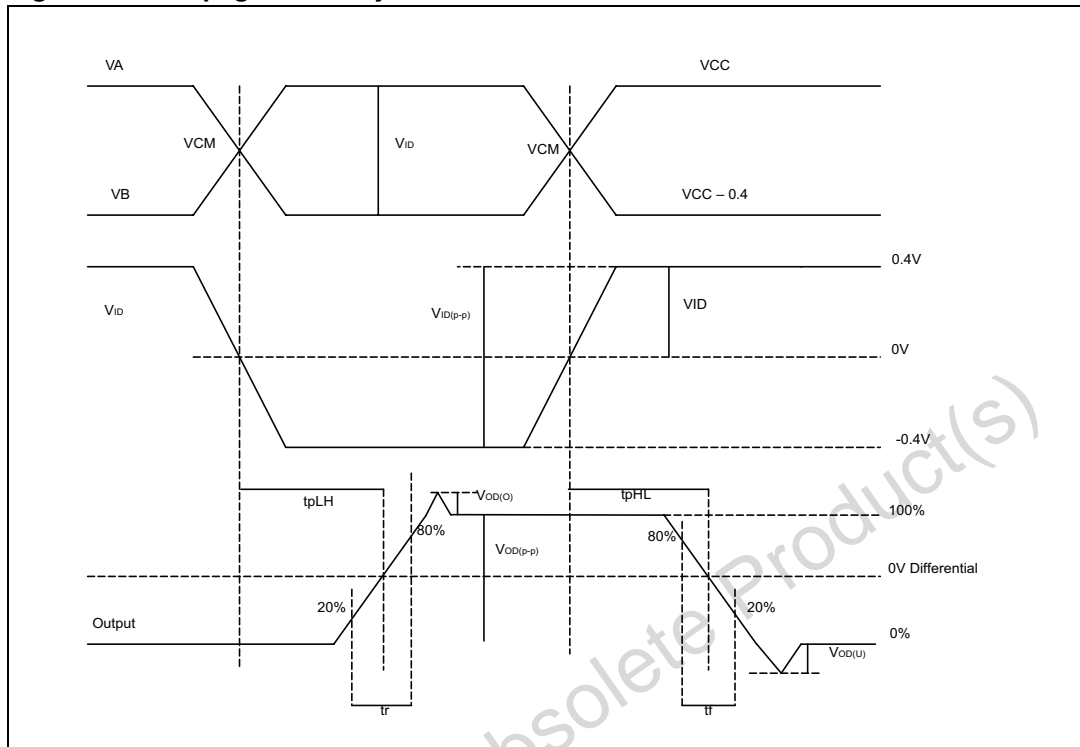 VA
VCC
VCM
VID
VCM
VB
VCC – 0.4
0.4V
VID
VID(p-p)
VID
0V
-0.4V
tpLH
VOD(O)
tpHL
100%
80%
VOD(p-p)
80%
0V Differential
20%
20%
Output
0%
VOD(U)
tr
tf
bsolete Product(s)